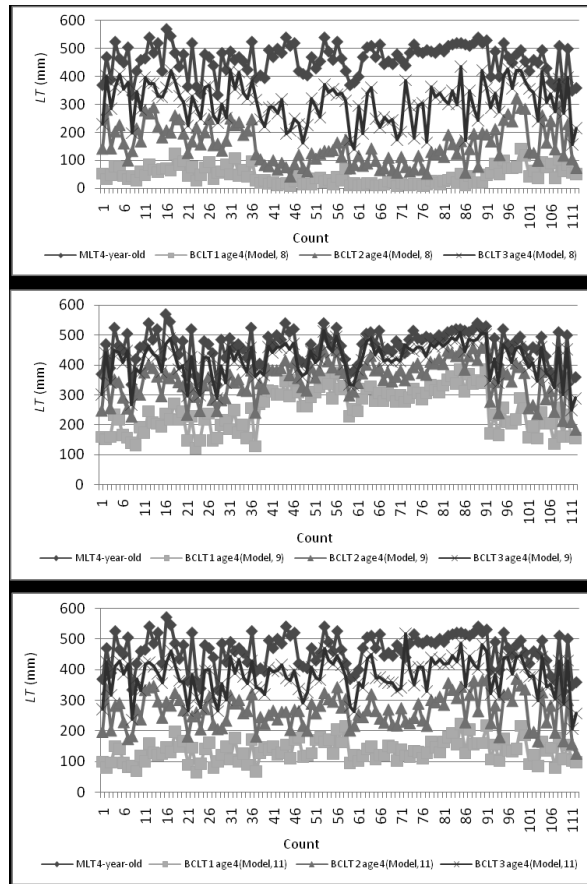 600
500
400
300
200
100
0
LT (mm)
1 6 11 16 21 26 31 36 41 46 51 56 61 66 71 76 81 86 91 96 101 106 111
Count
MLT4-year-old BCLT1 age4(Model, 8) BCLT2 age4(Model, 8) BCLT3 age4(Model, 8)
600
500
400
300
200
100
0
LT (mm)
1 6 11 16 21 26 31 36 41 46 51 56 61 66 71 76 81 86 91 96 101 106 111
Count
MLT4-year-old BCLT1 age4(Model, 9) BCLT2 age4(Model, 9) BCLT3 age4(Model, 9)
600
500
400
300
200
100
0
LT (mm)
1 6 11 16 21 26 31 36 41 46 51 56 61 66 71 76 81 86 91 96 101 106 111
Count
MLT4-year-old BCLT1 age4(Model,11) BCLT2 age4(Model,11) BCLT3 age4(Model,11)